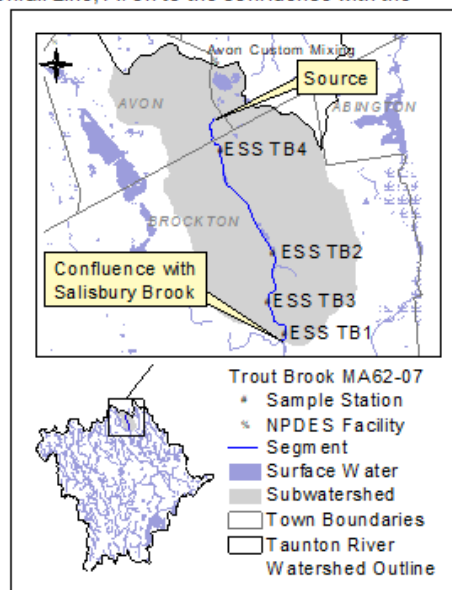 Avon Custom Mixing
Source
AVON
ABINGTON
ESS TB4
BROCKTON
ESS TB2
Confluence with
Salisbury Brook
ESS TB3
ESS TB1
Trout Brook MA62-07
Sample Station
NPDES Facility
Segment
Surface Water
Subwatershed
Town Boundaries
Taunton River
Watershed Outline